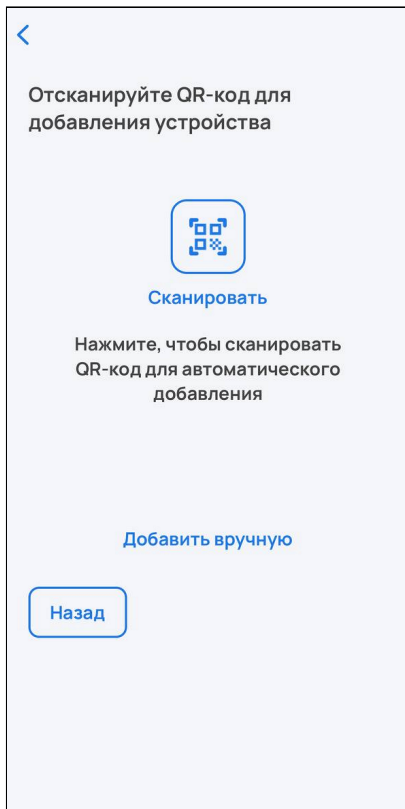 Отсканируйте QR-код для
добавления устройства
Сканировать
Нажмите, чтобы сканировать
QR-код для автоматического
добавления
Добавить вручную
Назад